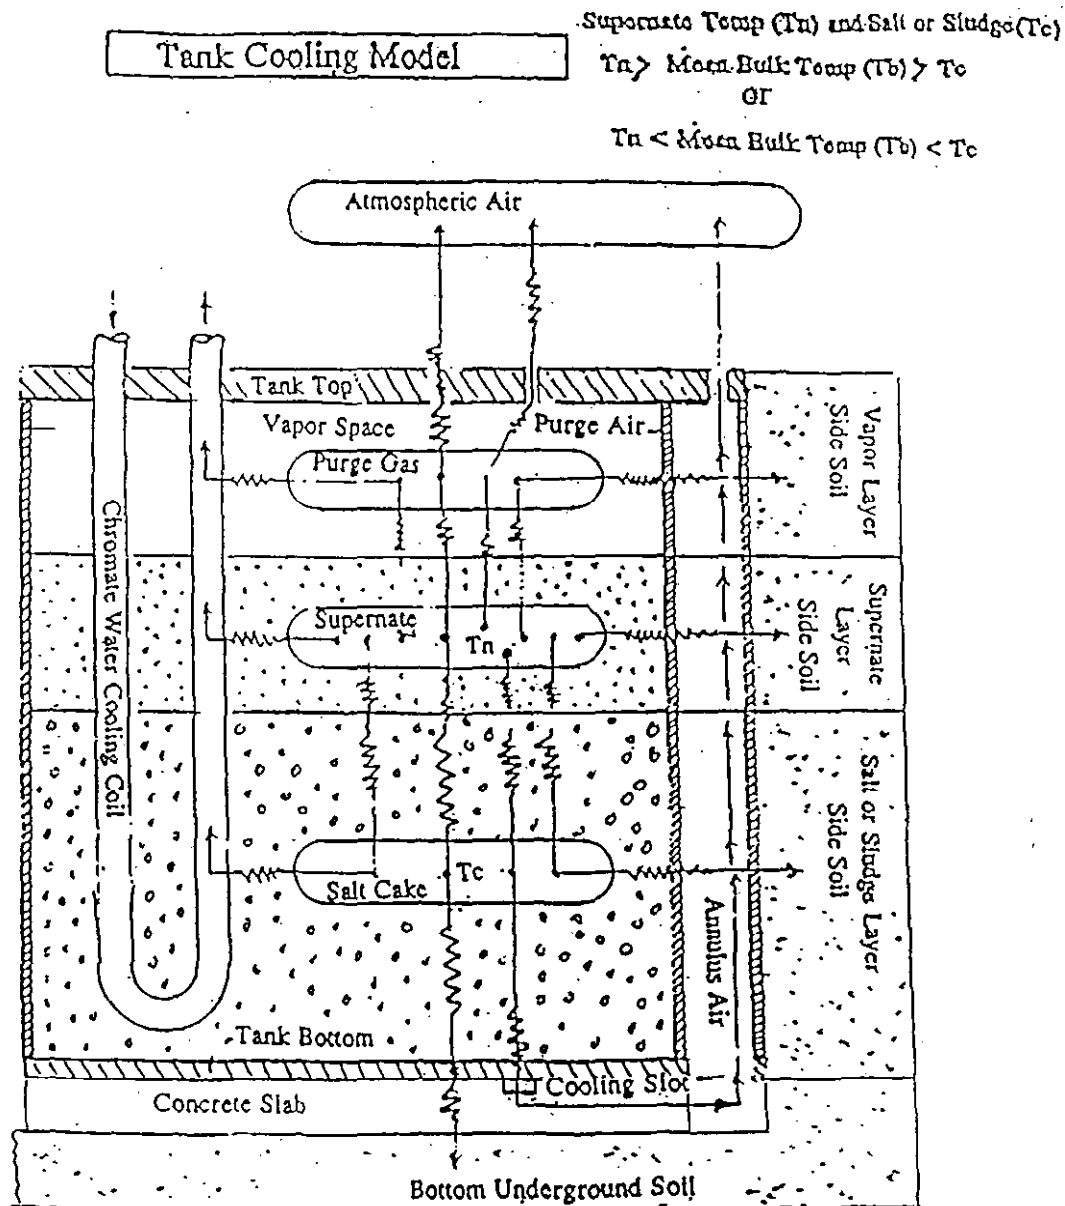 Tank Cooling Model
Supernate Temp (Tn) and Salt or Sludge(Tc)
Tn > Mean Bulk Temp (Tb) > Tc
or
Tn < Mean Bulk Temp (Tb) < Tc
Atmospheric Air
Tank Top
Vapor Space
Purge Air
Purge Gas
Vapor Layer
Side Soil
Chromate Water Cooling Coil
Supernate
Tn
Supernate
Layer
Side Soil
Salt Cake
Tc
Salt or Sludge Layer
Side Soil
Annulus Air
Tank Bottom
Cooling Slot
Concrete Slab
Bottom Underground Soil